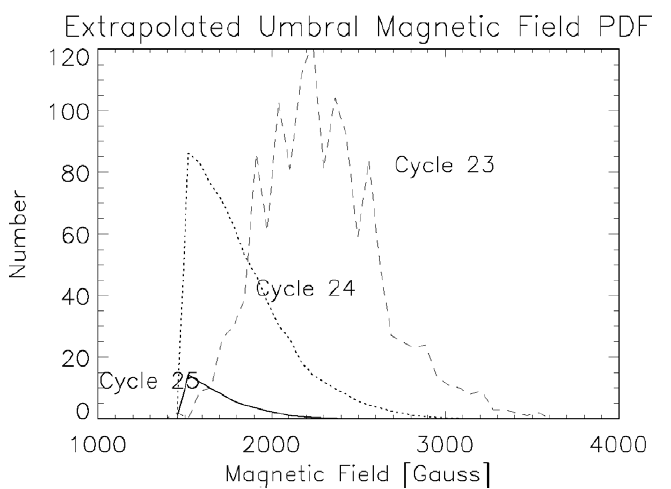 Extrapolated Umbral Magnetic Field PDF
120
100
80
60
40
20
0
Number
Cycle 23
Cycle 24
Cycle 25
1000
2000
3000
4000
Magnetic Field [Gauss]